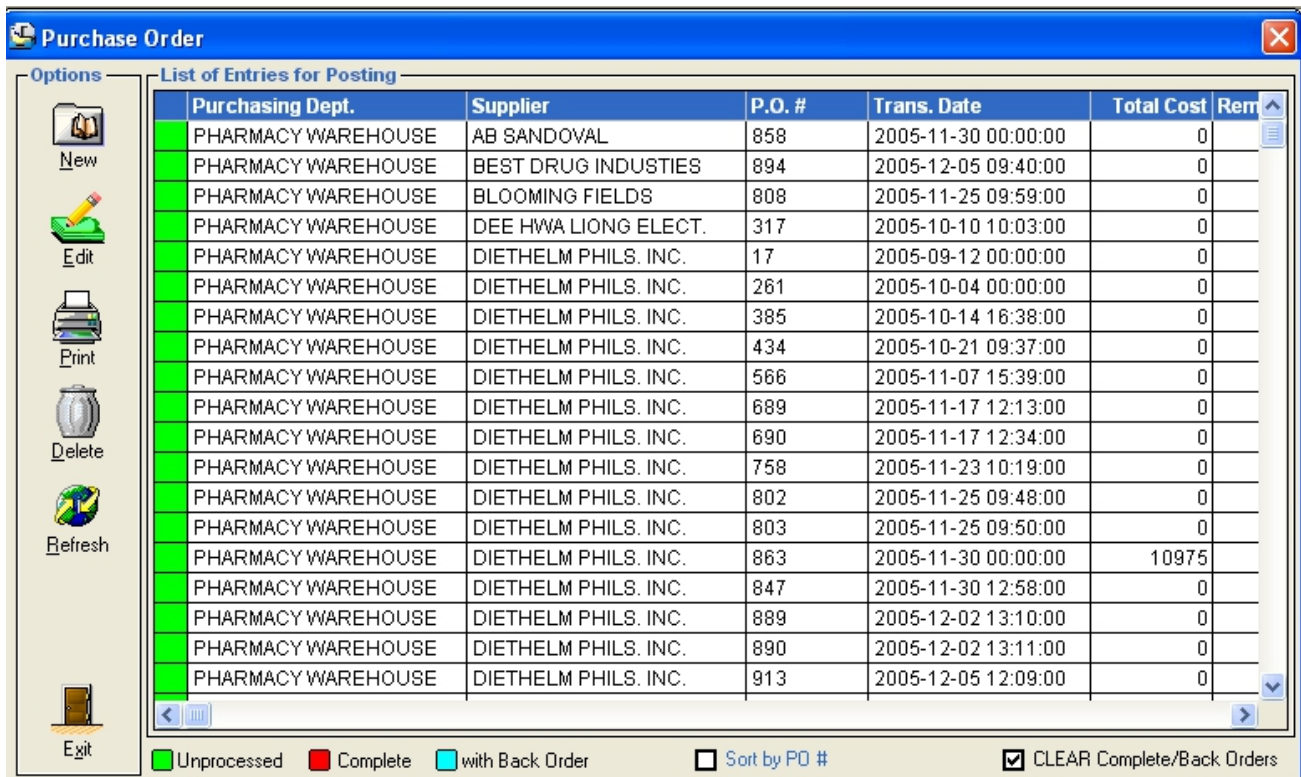 Purchase Order
Options
List of Entries for Posting
New
Edit
Print
Delete
Refresh
Exit
Purchasing Dept. Supplier P.O. # Trans. Date Total Cost Rem
PHARMACY WAREHOUSE AB SANDOVAL 858 2005-11-30 00:00:00 0
PHARMACY WAREHOUSE BEST DRUG INDUSTIES 894 2005-12-05 09:40:00 0
PHARMACY WAREHOUSE BLOOMING FIELDS 808 2005-11-25 09:59:00 0
PHARMACY WAREHOUSE DEE HWA LIONG ELECT. 317 2005-10-10 10:03:00 0
PHARMACY WAREHOUSE DIETHELM PHILS. INC. 17 2005-09-12 00:00:00 0
PHARMACY WAREHOUSE DIETHELM PHILS. INC. 261 2005-10-04 00:00:00 0
PHARMACY WAREHOUSE DIETHELM PHILS. INC. 385 2005-10-14 16:38:00 0
PHARMACY WAREHOUSE DIETHELM PHILS. INC. 434 2005-10-21 09:37:00 0
PHARMACY WAREHOUSE DIETHELM PHILS. INC. 566 2005-11-07 15:39:00 0
PHARMACY WAREHOUSE DIETHELM PHILS. INC. 689 2005-11-17 12:13:00 0
PHARMACY WAREHOUSE DIETHELM PHILS. INC. 690 2005-11-17 12:34:00 0
PHARMACY WAREHOUSE DIETHELM PHILS. INC. 758 2005-11-23 10:19:00 0
PHARMACY WAREHOUSE DIETHELM PHILS. INC. 802 2005-11-25 09:48:00 0
PHARMACY WAREHOUSE DIETHELM PHILS. INC. 803 2005-11-25 09:50:00 0
PHARMACY WAREHOUSE DIETHELM PHILS. INC. 863 2005-11-30 00:00:00 10975
PHARMACY WAREHOUSE DIETHELM PHILS. INC. 847 2005-11-30 12:58:00 0
PHARMACY WAREHOUSE DIETHELM PHILS. INC. 889 2005-12-02 13:10:00 0
PHARMACY WAREHOUSE DIETHELM PHILS. INC. 890 2005-12-02 13:11:00 0
PHARMACY WAREHOUSE DIETHELM PHILS. INC. 913 2005-12-05 12:09:00 0
Unprocessed Complete with Back Order Sort by PO # CLEAR Complete/Back Orders